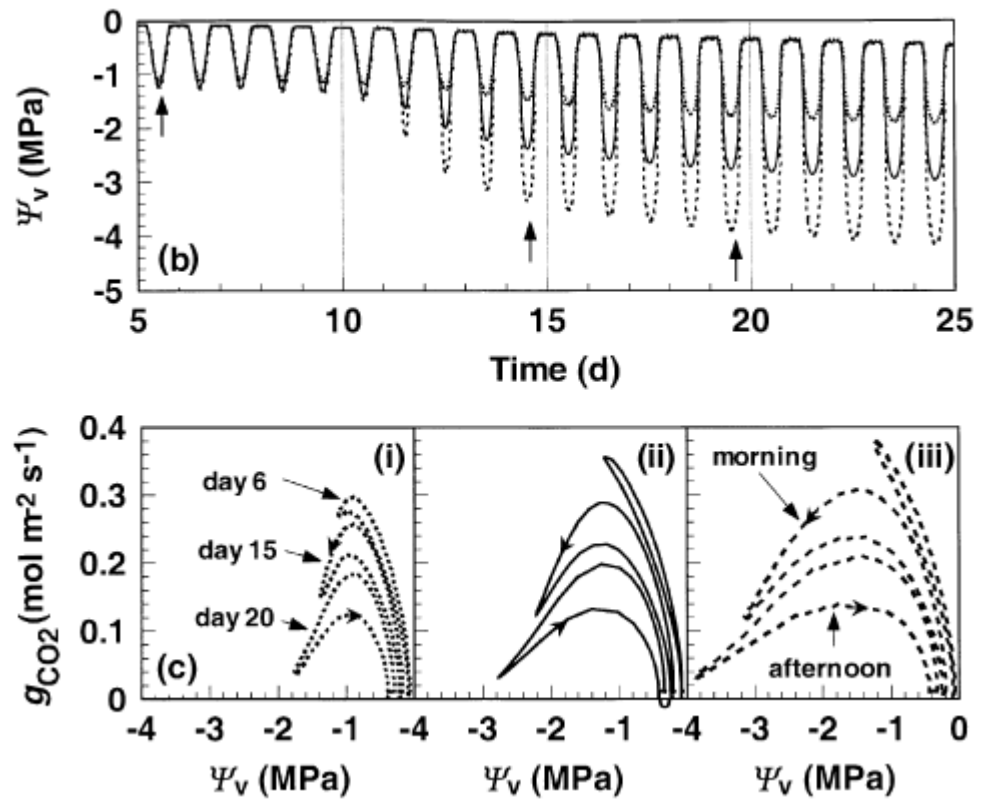 0
-1
-2
-3
-4
-5
Ψv (MPa)
(b)
5 10 15 20 25
Time (d)
0.4
0.3
0.2
0.1
0
gCO2(mol m-2 s-1)
(i) (ii) (iii)
day 6
day 15
day 20
morning
afternoon
(c)
-4 -3 -2 -1 -4 -3 -2 -1 -4 -3 -2 -1 0
Ψv (MPa) Ψv (MPa) Ψv (MPa)